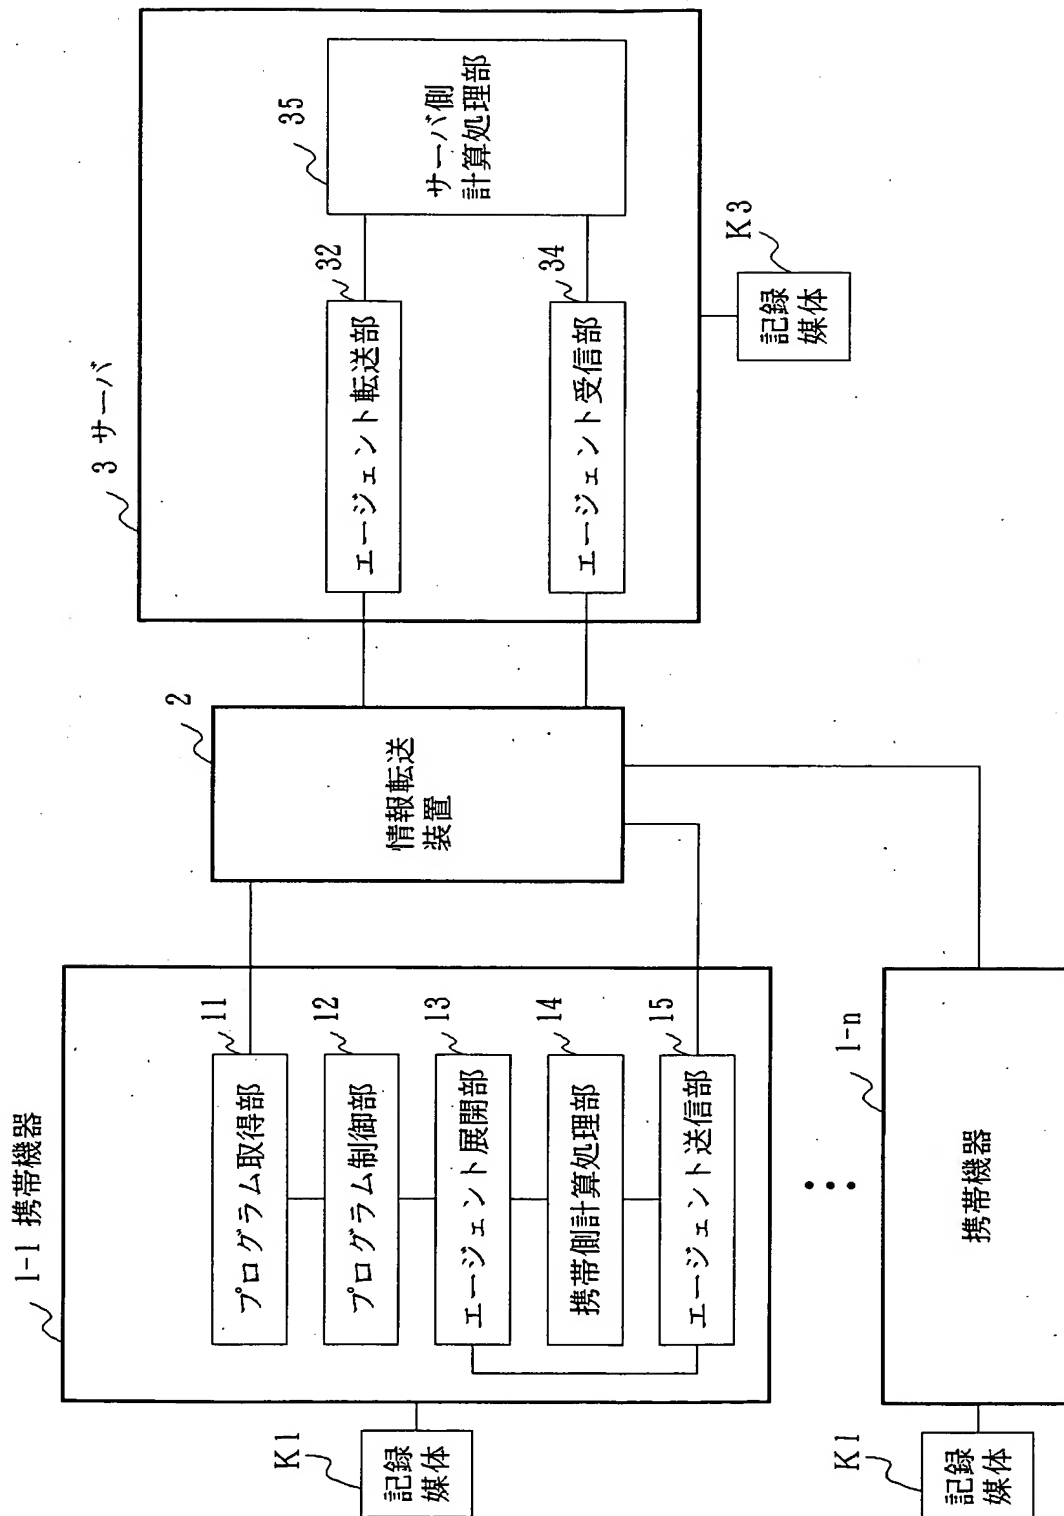 1-1 携帯機器
11
プログラム取得部
12
プログラム制御部
13
エージェント展開部
14
携帯側計算処理部
15
エージェント送信部
K1
記録
媒体
1-n
携帯機器
K1
記録
媒体
2
情報転送
装置
3 サーバ
32
エージェント転送部
34
エージェント受信部
35
サーバ側
計算処理部
K3
記録
媒体